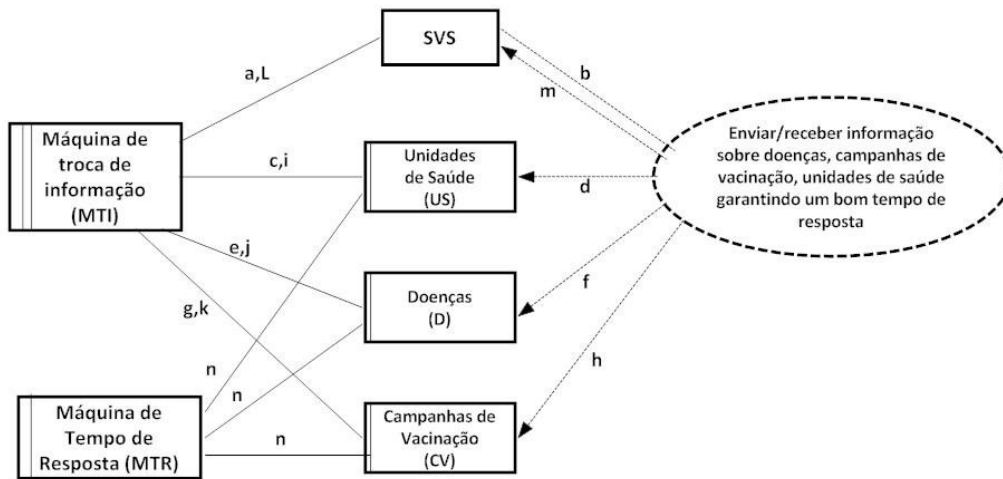 SVS
a,L
b
m
Máquina de
troca de
informação
(MTI)
c,i
Unidades
de Saúde
(US)
d
Enviar/receber informação
sobre doenças, campanhas de
vacinação, unidades de saúde
garantindo um bom tempo de
resposta
e,j
g,k
Doenças
(D)
f
h
n
n
n
Máquina de
Tempo de
Resposta (MTR)
Campanhas de
Vacinação
(CV)